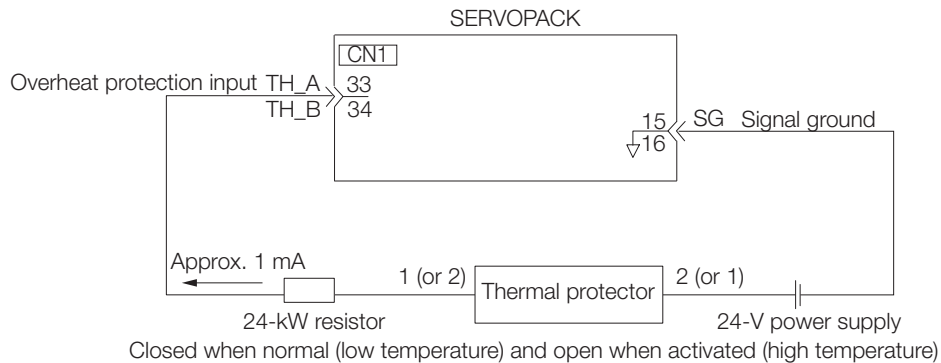 SERVOPACK
CN1
Overheat protection input TH_A 33
TH_B 34
15 SG Signal ground
16
Approx. 1 mA
1 (or 2) Thermal protector 2 (or 1)
24-kW resistor 24-V power supply
Closed when normal (low temperature) and open when activated (high temperature)